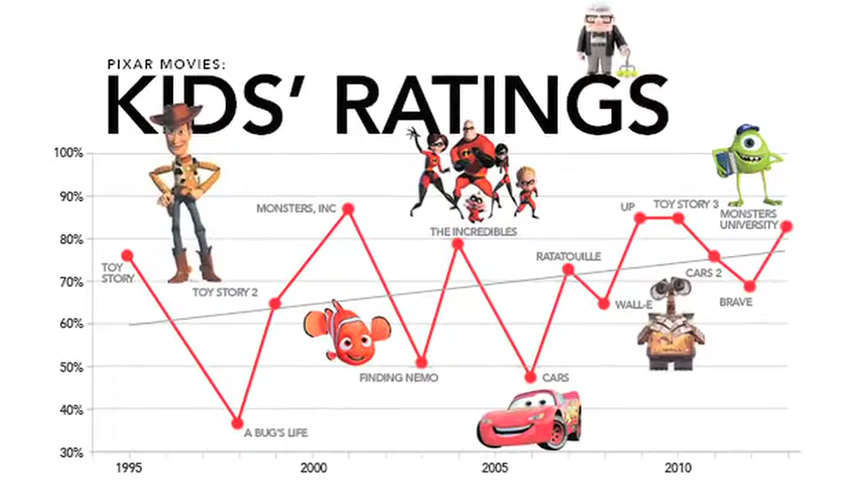 PIXAR MOVIES:
KIDS' RATINGS
100%
90%
80%
70%
60%
50%
40%
30%
TOY
STORY
A BUG'S LIFE
TOY STORY 2
MONSTERS, INC
FINDING NEMO
THE INCREDIBLES
CARS
RATATOUILLE
WALL-E
UP
TOY STORY 3
CARS 2
BRAVE
MONSTERS
UNIVERSITY
1995
2000
2005
2010